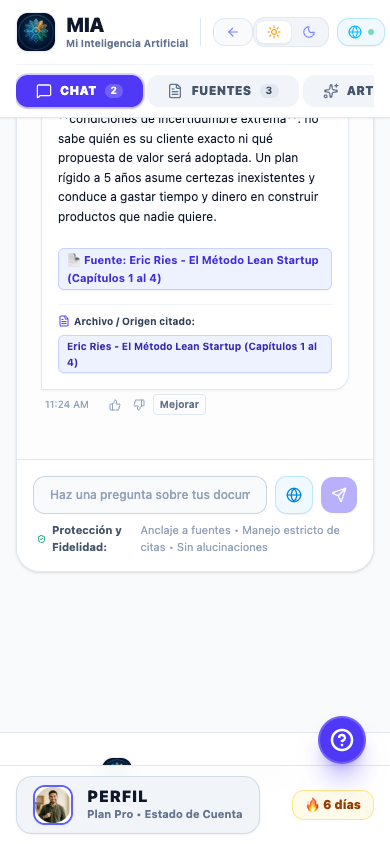 MIA
Mi Inteligencia Artificial
CHAT 2
FUENTES 3
ART
**condiciones de incertidumbre extrema**: no
sabe quién es su cliente exacto ni qué
propuesta de valor será adoptada. Un plan
rígido a 5 años asume certezas inexistentes y
conduce a gastar tiempo y dinero en construir
productos que nadie quiere.
Fuente: Eric Ries - El Método Lean Startup
(Capítulos 1 al 4)
Archivo / Origen citado:
Eric Ries - El Método Lean Startup (Capítulos 1 al
4)
11:24 AM
Mejorar
Haz una pregunta sobre tus docum
Protección y
Fidelidad:
Anclaje a fuentes • Manejo estricto de
citas • Sin alucinaciones
PERFIL
Plan Pro • Estado de Cuenta
6 días